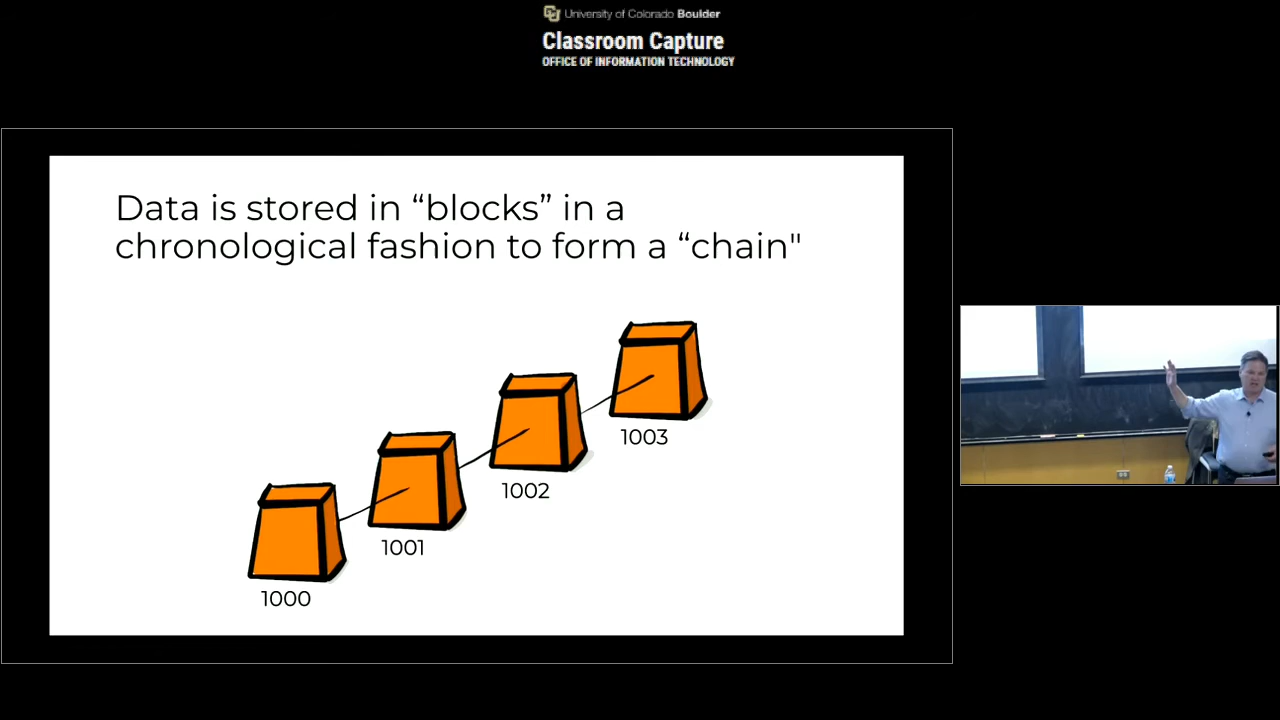 University of Colorado Boulder
Classroom Capture
OFFICE OF INFORMATION TECHNOLOGY
Data is stored in “blocks” in a
chronological fashion to form a “chain"
1003
1002
1001
1000